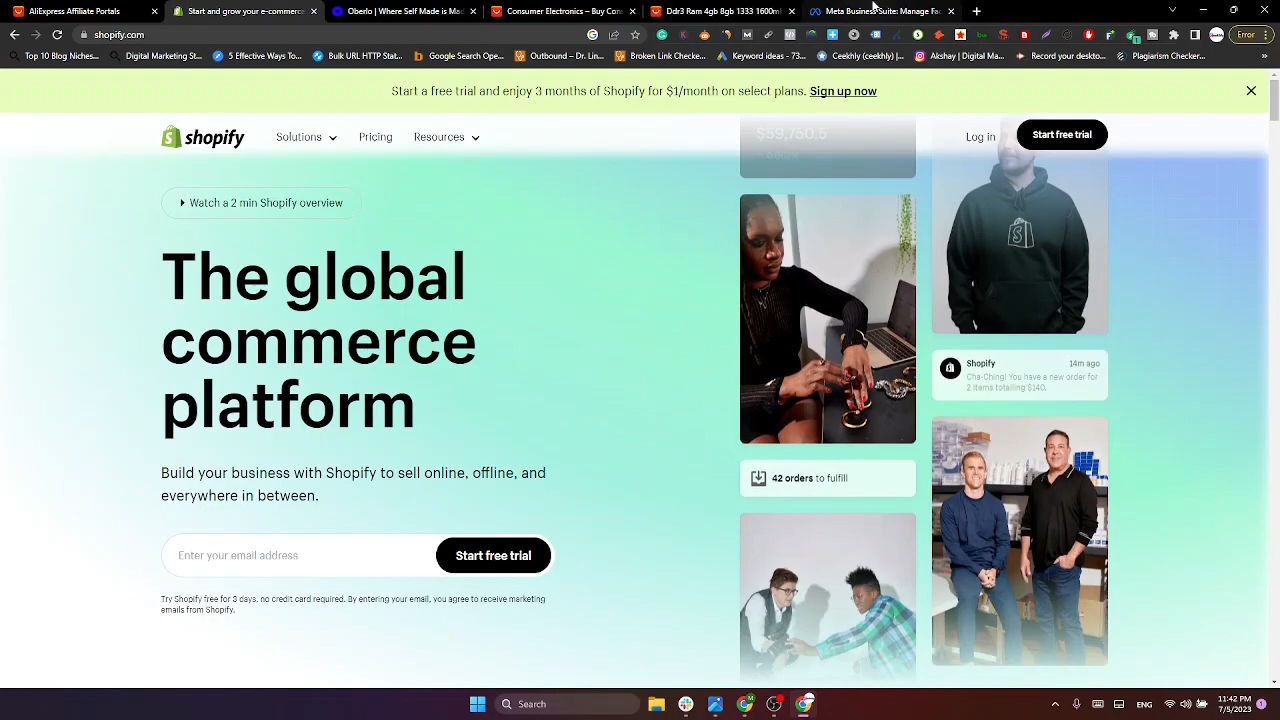 AliExpress Affiliate Portals
Start and grow your e-commerce
Oberlo | Where Self Made is Mad
Consumer Electronics – Buy Con
Ddr3 Ram 4gb 8gb 1333 1600m
Meta Business Suite: Manage Fac
shopify.com
Error
Top 10 Blog Niches...
Digital Marketing St...
5 Effective Ways To...
Bulk URL HTTP Stat...
Google Search Ope...
Outbound – Dr. Lin...
Broken Link Checke...
keyword ideas – 73...
Ceekhly (ceekhly) |...
Akshay | Digital Ma...
Record your deskto...
Plagiarism Checker...
Start a free trial and enjoy 3 months of Shopify for $1/month on select plans. Sign up now
shopify
Solutions
Pricing
Resources
Log in
Start free trial
$59,750.5
Watch a 2 min Shopify overview
The global
commerce
platform
Build your business with Shopify to sell online, offline, and
everywhere in between.
Enter your email address
Start free trial
Try Shopify free for 3 days, no credit card required. By entering your email, you agree to receive marketing
emails from Shopify.
Shopify 14m ago
Cha-Ching! You have a new order for
2 items totalling $140.
42 orders to fulfill
Search
11:42 PM
7/5/2023